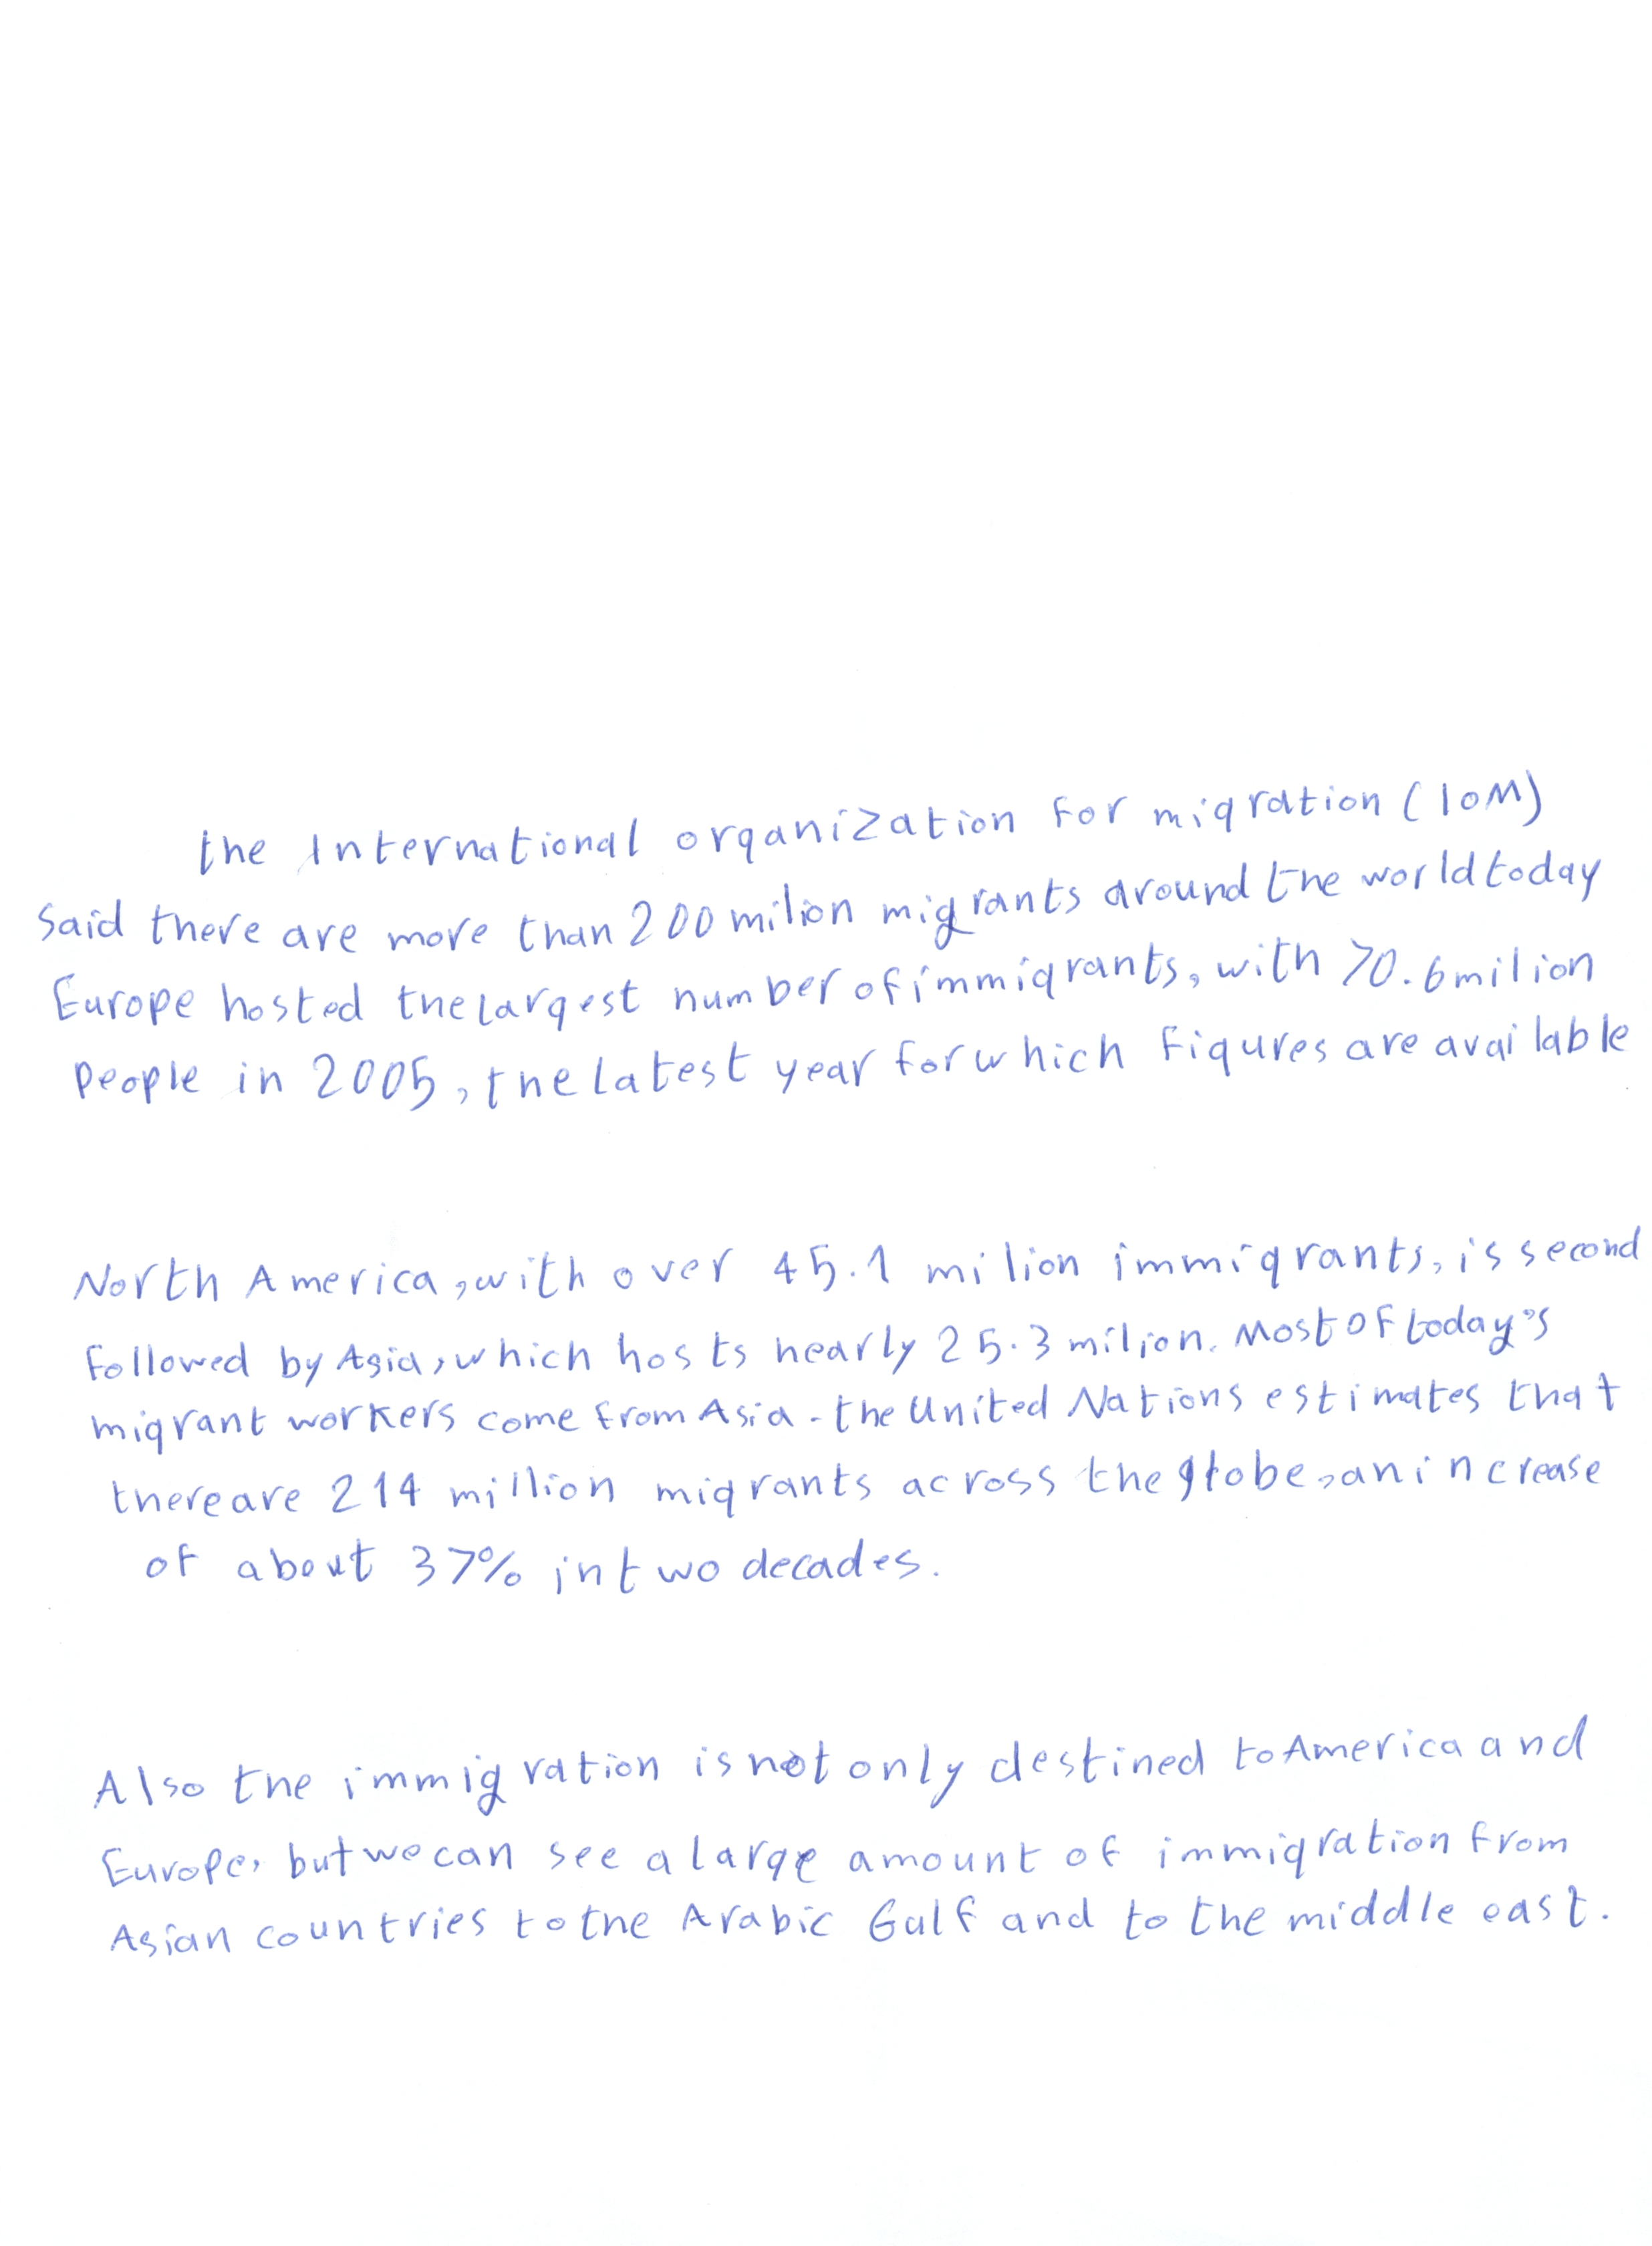 the International organization for migration (IOM)
said there are more than 200 milion migrants around the world today
Europe hosted the largest number of immigrants, with 70.6 milion
people in 2005, the latest year for which figures are available
North America, with over 45.1 milion immigrants, is second
followed by Asia, which hosts nearly 25.3 milion. Most of today's
migrant workers come from Asia - the United Nations estimates that
there are 214 million migrants across the globe, an increase
of about 37% in two decades.
Also the immigration is not only destined to America and
Europe, but we can see a large amount of immigration from
Asian countries to the Arabic Gulf and to the middle east.